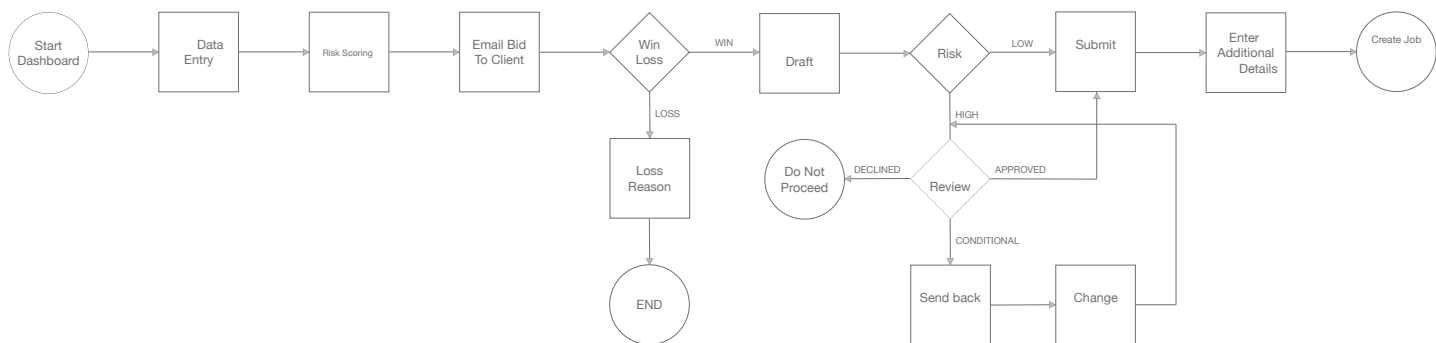 Start
Dashboard
Data
Entry
Risk Scoring
Email Bid
To Client
Win
Loss
WIN
Draft
Risk
LOW
Submit
Enter
Additional
Details
Create Job
LOSS
HIGH
Loss
Reason
Do Not
Proceed
DECLINED
Review
APPROVED
CONDITIONAL
END
Send back
Change